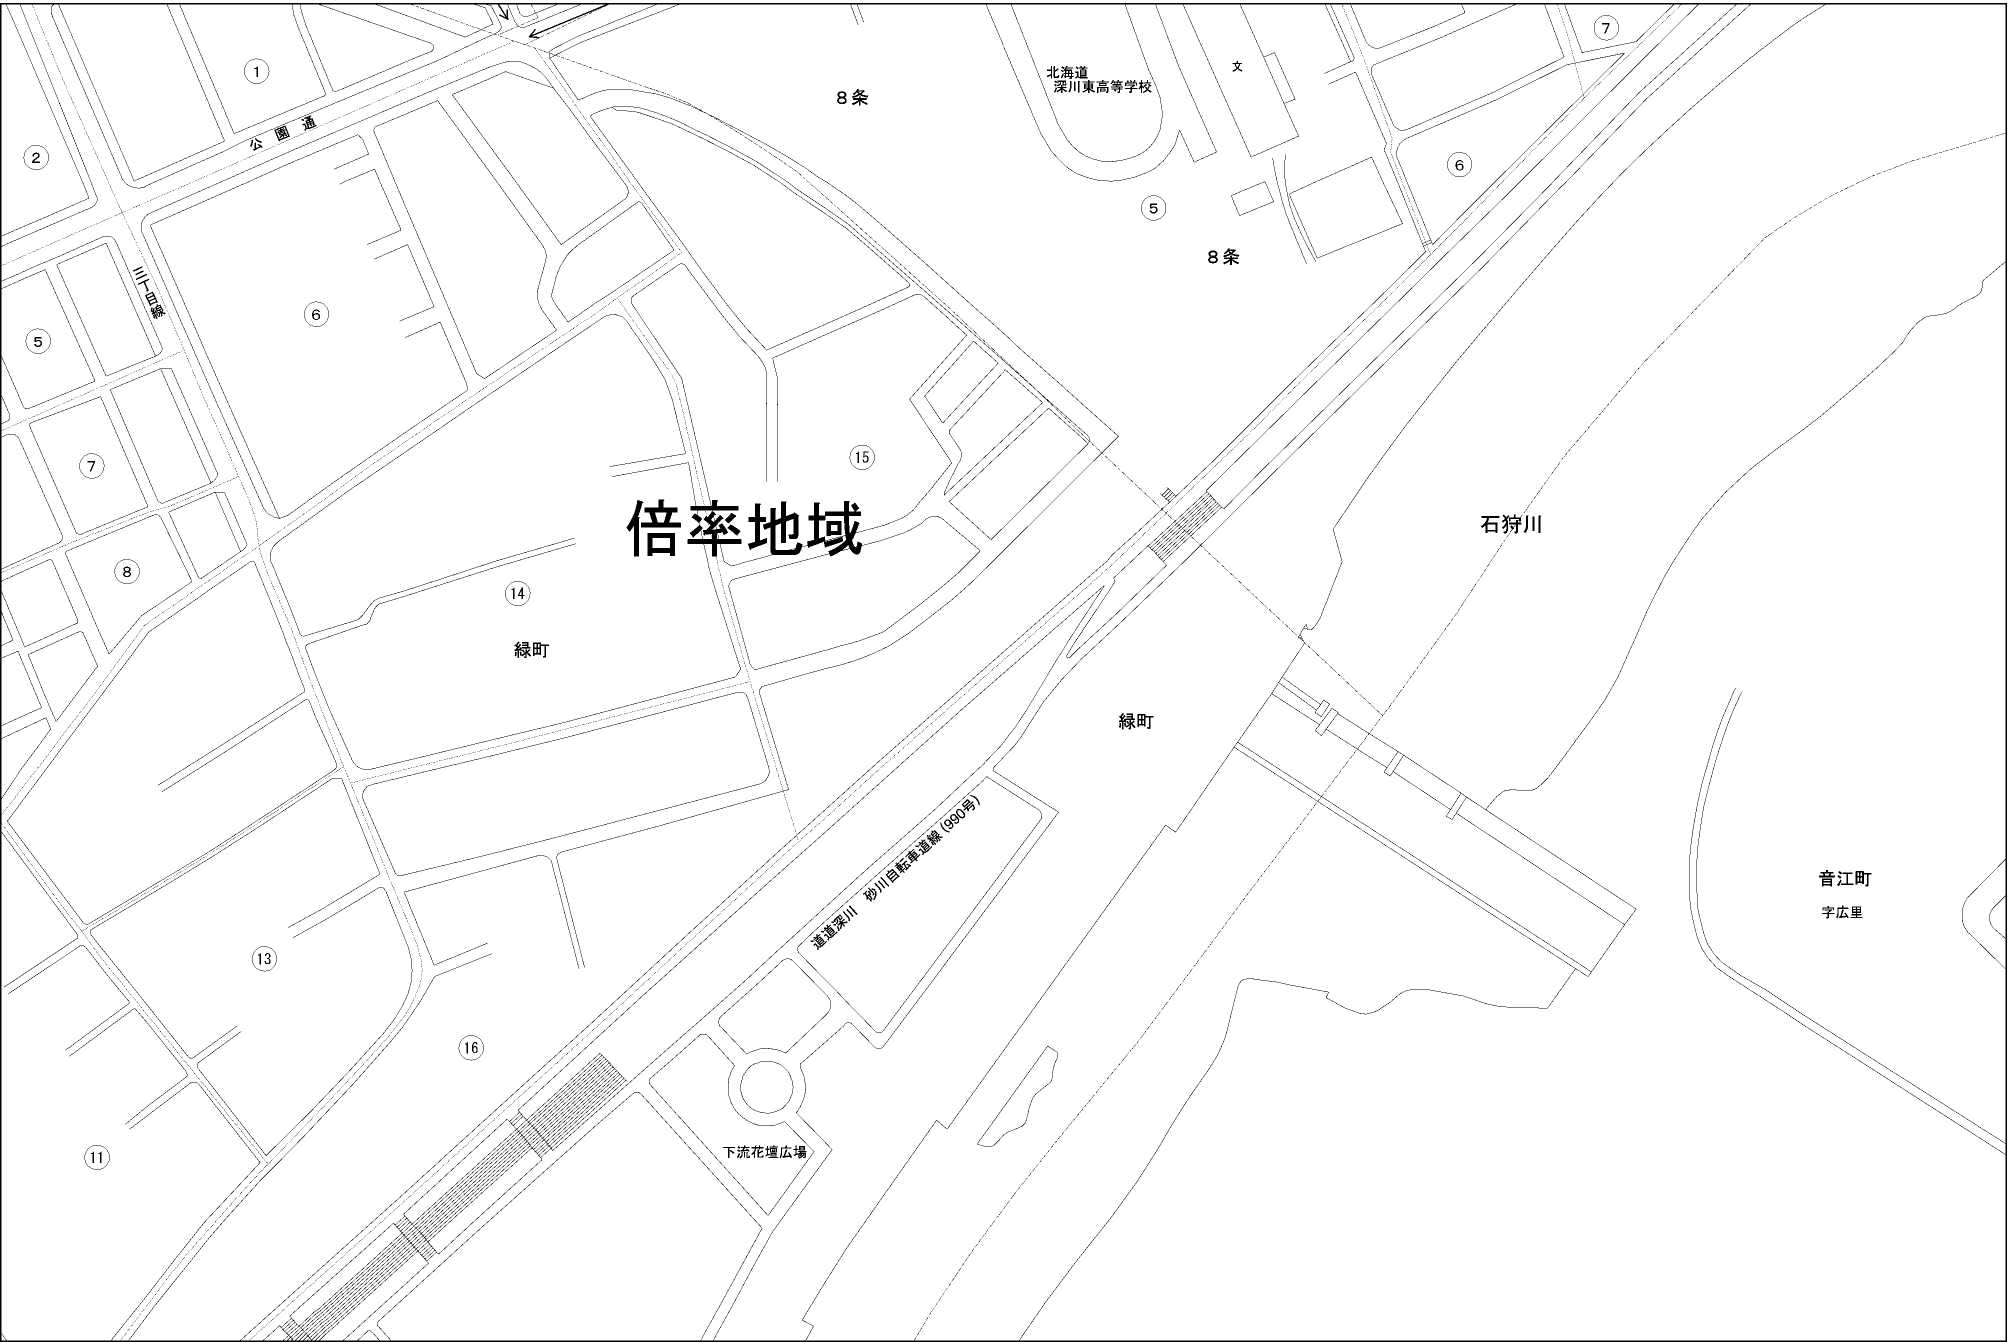 ①
公園通
②
三丁目線
⑤
⑥
⑦
⑧
8条
北海道
深川東高等学校
文
⑦
⑥
⑤
8条
⑮
倍率地域
⑭
緑町
石狩川
緑町
道道深川 砂川自転車道線(990号)
音江町
字広里
⑬
⑯
⑪
下流花壇広場